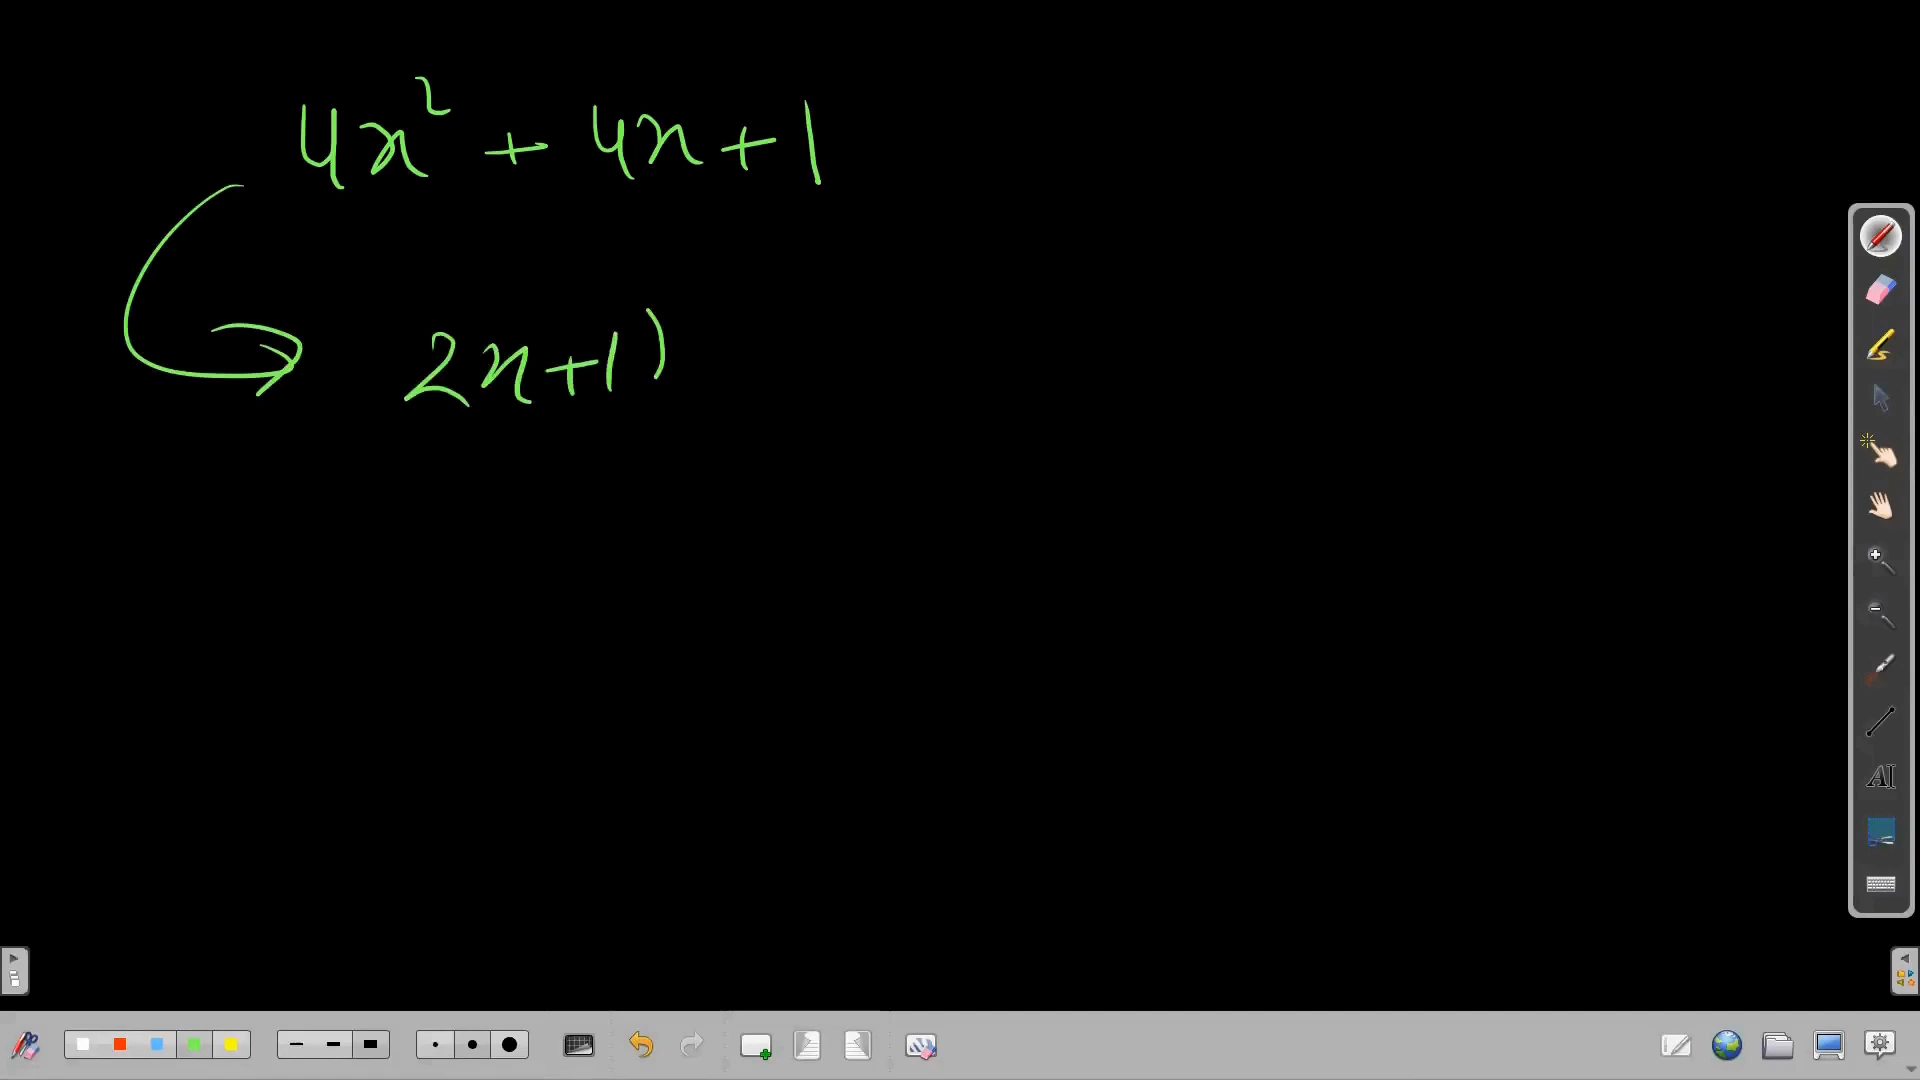 4x² + 4x + 1
2x + 1)